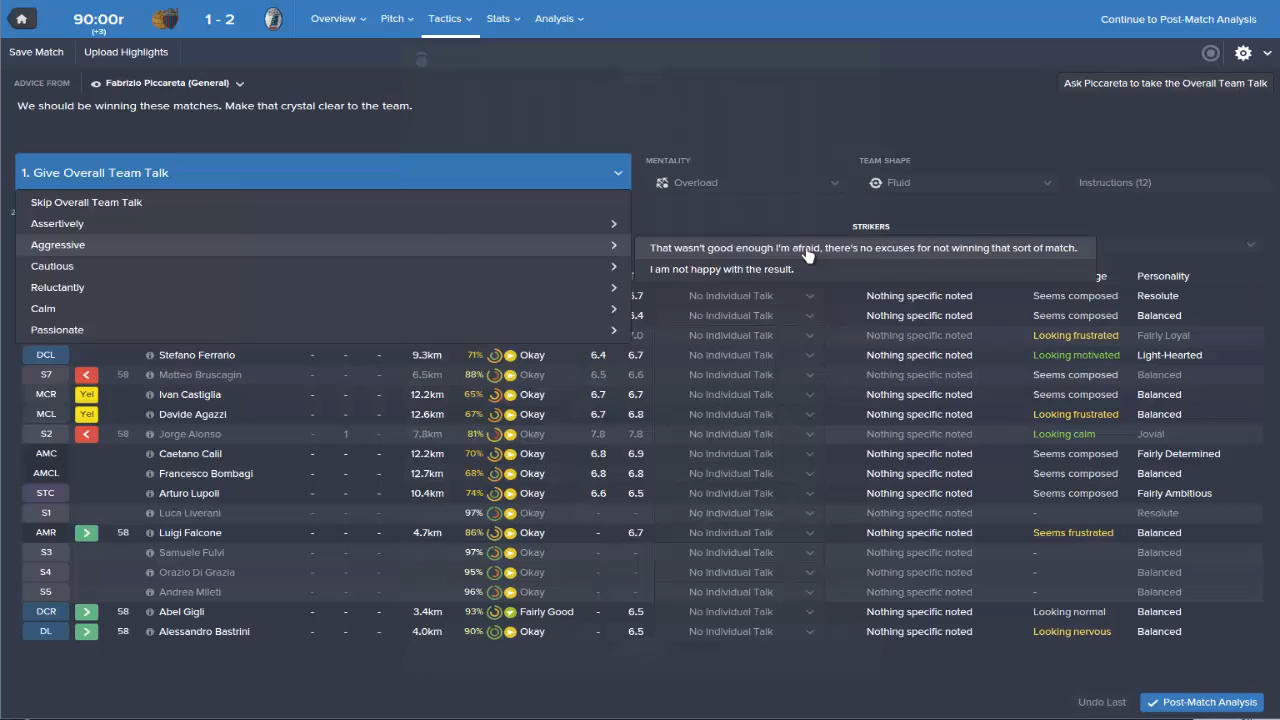 90:00r
(+3)
1 - 2
Overview Pitch Tactics Stats Analysis
Continue to Post-Match Analysis
Save Match Upload Highlights
ADVICE FROM Fabrizio Piccareta (General)
Ask Piccareta to take the Overall Team Talk
We should be winning these matches. Make that crystal clear to the team.
1. Give Overall Team Talk
MENTALITY TEAM SHAPE
Overload Fluid Instructions (12)
Skip Overall Team Talk
Assertively
STRIKERS
Aggressive
That wasn't good enough I'm afraid, there's no excuses for not winning that sort of match.
Cautious
I am not happy with the result.
Personality
Reluctantly
6.7 No Individual Talk Nothing specific noted Seems composed Resolute
Calm
6.4 No Individual Talk Nothing specific noted Seems composed Balanced
Passionate
7.0 No Individual Talk Nothing specific noted Looking frustrated Fairly Loyal
DCL Stefano Ferrario - - - 9.3km 71% Okay 6.4 6.7 No Individual Talk Nothing specific noted Looking motivated Light-Hearted
S7 58 Matteo Bruscagin - - - 6.5km 88% Okay 6.5 6.6 No Individual Talk Nothing specific noted Seems composed Balanced
MCR Yel Ivan Castiglia - - - 12.2km 65% Okay 6.7 6.7 No Individual Talk Nothing specific noted Seems composed Balanced
MCL Yel Davide Agazzi - - - 12.6km 67% Okay 6.7 6.8 No Individual Talk Nothing specific noted Looking frustrated Balanced
S2 58 Jorge Alonso - 1 - 7.8km 81% Okay 7.8 7.8 No Individual Talk Nothing specific noted Looking calm Jovial
AMC Caetano Calil - - - 12.2km 70% Okay 6.8 6.9 No Individual Talk Nothing specific noted Seems composed Fairly Determined
AMCL Francesco Bombagi - - - 12.7km 68% Okay 6.8 6.8 No Individual Talk Nothing specific noted Seems composed Balanced
STC Arturo Lupoli - - - 10.4km 74% Okay 6.6 6.5 No Individual Talk Nothing specific noted Seems composed Fairly Ambitious
S1 Luca Liverani - - - 97% Okay - - No Individual Talk Nothing specific noted - Resolute
AMR 58 Luigi Falcone - - - 4.7km 86% Okay - 6.7 No Individual Talk Nothing specific noted Seems frustrated Balanced
S3 Samuele Fulvi - - - 97% Okay - - No Individual Talk Nothing specific noted - Balanced
S4 Orazio Di Grazia - - - 95% Okay - - No Individual Talk Nothing specific noted - Balanced
S5 Andrea Mileti - - - 96% Okay - - No Individual Talk Nothing specific noted - Balanced
DCR 58 Abel Gigli - - - 3.4km 93% Fairly Good - 6.5 No Individual Talk Nothing specific noted Looking normal Balanced
DL 58 Alessandro Bastrini - - - 4.0km 90% Okay - 6.5 No Individual Talk Nothing specific noted Looking nervous Balanced
Undo Last Post-Match Analysis